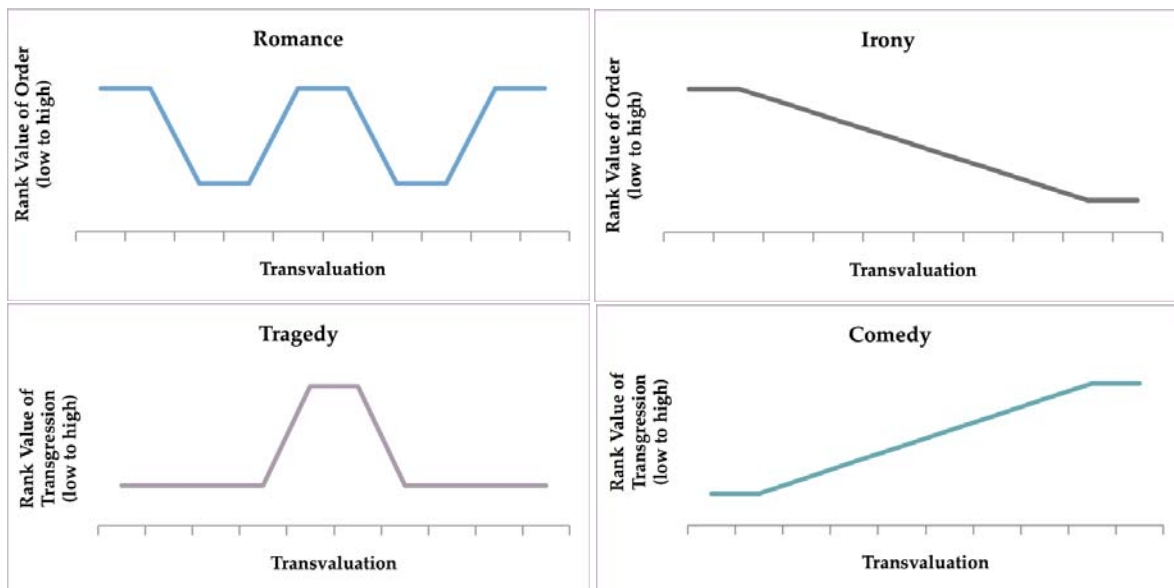 Romance
Rank Value of Order
(low to high)
Transvaluation
Irony
Rank Value of Order
(low to high)
Transvaluation
Tragedy
Rank Value of
Transgression
(low to high)
Transvaluation
Comedy
Rank Value of
Transgression
(low to high)
Transvaluation